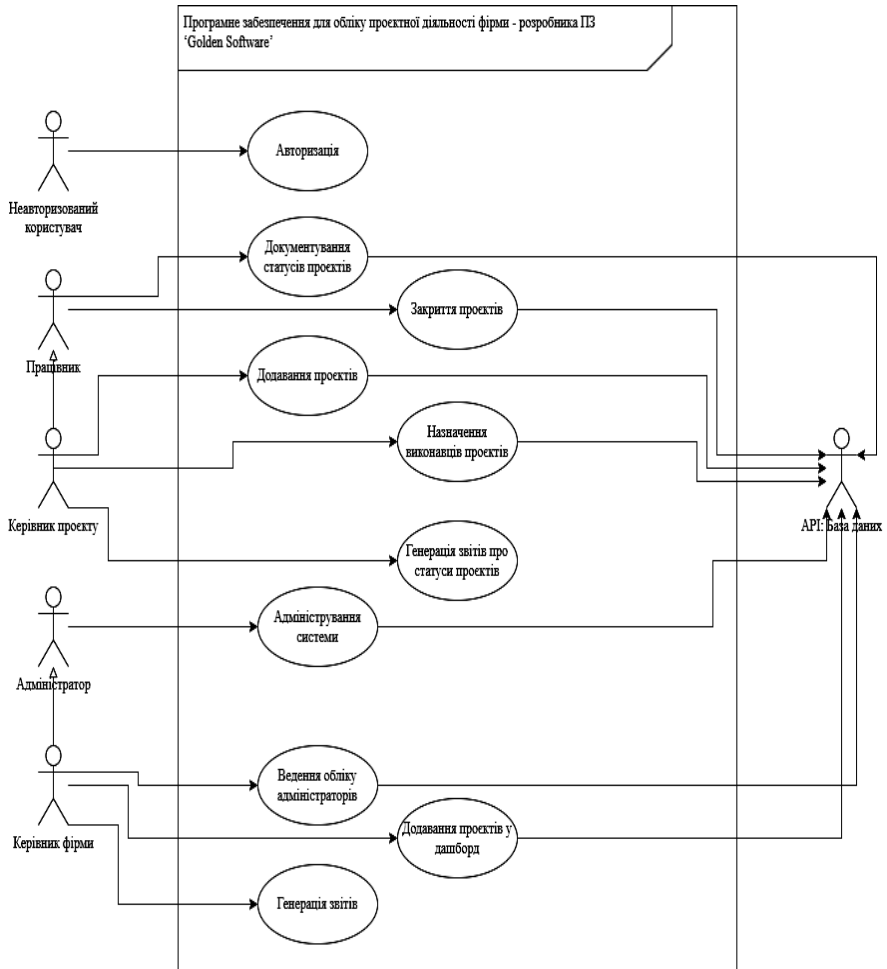 Програмне забезпечення для обліку проєктної діяльності фірми - розробника ПЗ
‘Golden Software’
Авторизація
Неавторизований
користувач
Документування
статусів проєктів
Закриття проєктів
Працівник
Додавання проєктів
Назначення
виконавців проєктів
Керівник проєкту
API: База даних
Генерація звітів про
статуси проєктів
Адміністрування
системи
Адміністратор
Ведення обліку
адміністраторів
Додавання проєктів у
дашборд
Керівник фірми
Генерація звітів